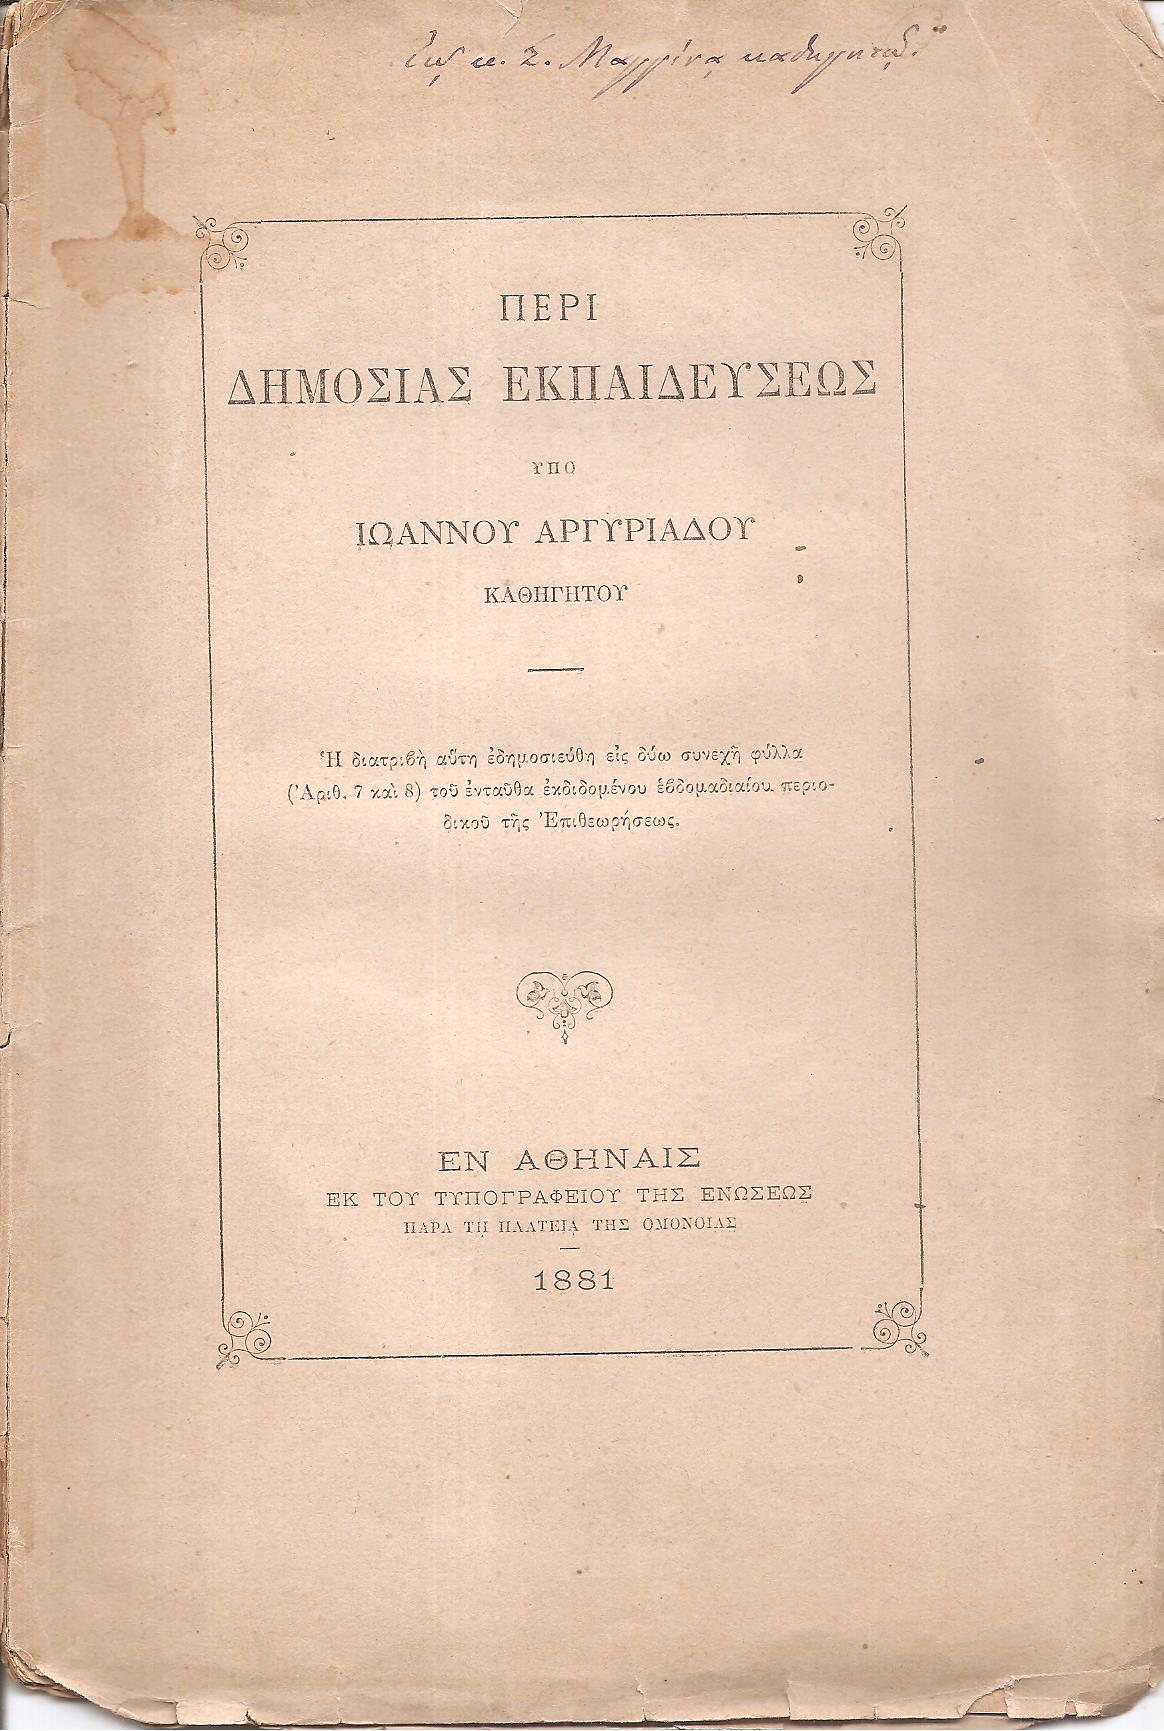 κ. Σ. Μαγγίνᾳ καθηγητῇ.
ΠΕΡΙ
ΔΗΜΟΣΙΑΣ ΕΚΠΑΙΔΕΥΣΕΩΣ
ΥΠΟ
ΙΩΑΝΝΟΥ ΑΡΓΥΡΙΑΔΟΥ
ΚΑΘΗΓΗΤΟΥ
Ἡ διατριβὴ αὕτη ἐδημοσιεύθη εἰς δύω συνεχῆ φύλλα
(Ἀριθ. 7 καὶ 8) τοῦ ἐνταῦθα ἐκδιδομένου ἑβδομαδιαίου περιο-
δικοῦ τῆς Ἐπιθεωρήσεως.
ΕΝ ΑΘΗΝΑΙΣ
ΕΚ ΤΟΥ ΤΥΠΟΓΡΑΦΕΙΟΥ ΤΗΣ ΕΝΩΣΕΩΣ
ΠΑΡΑ Τῌ ΠΛΑΤΕΙᾼ ΤΗΣ ΟΜΟΝΟΙΑΣ
1881